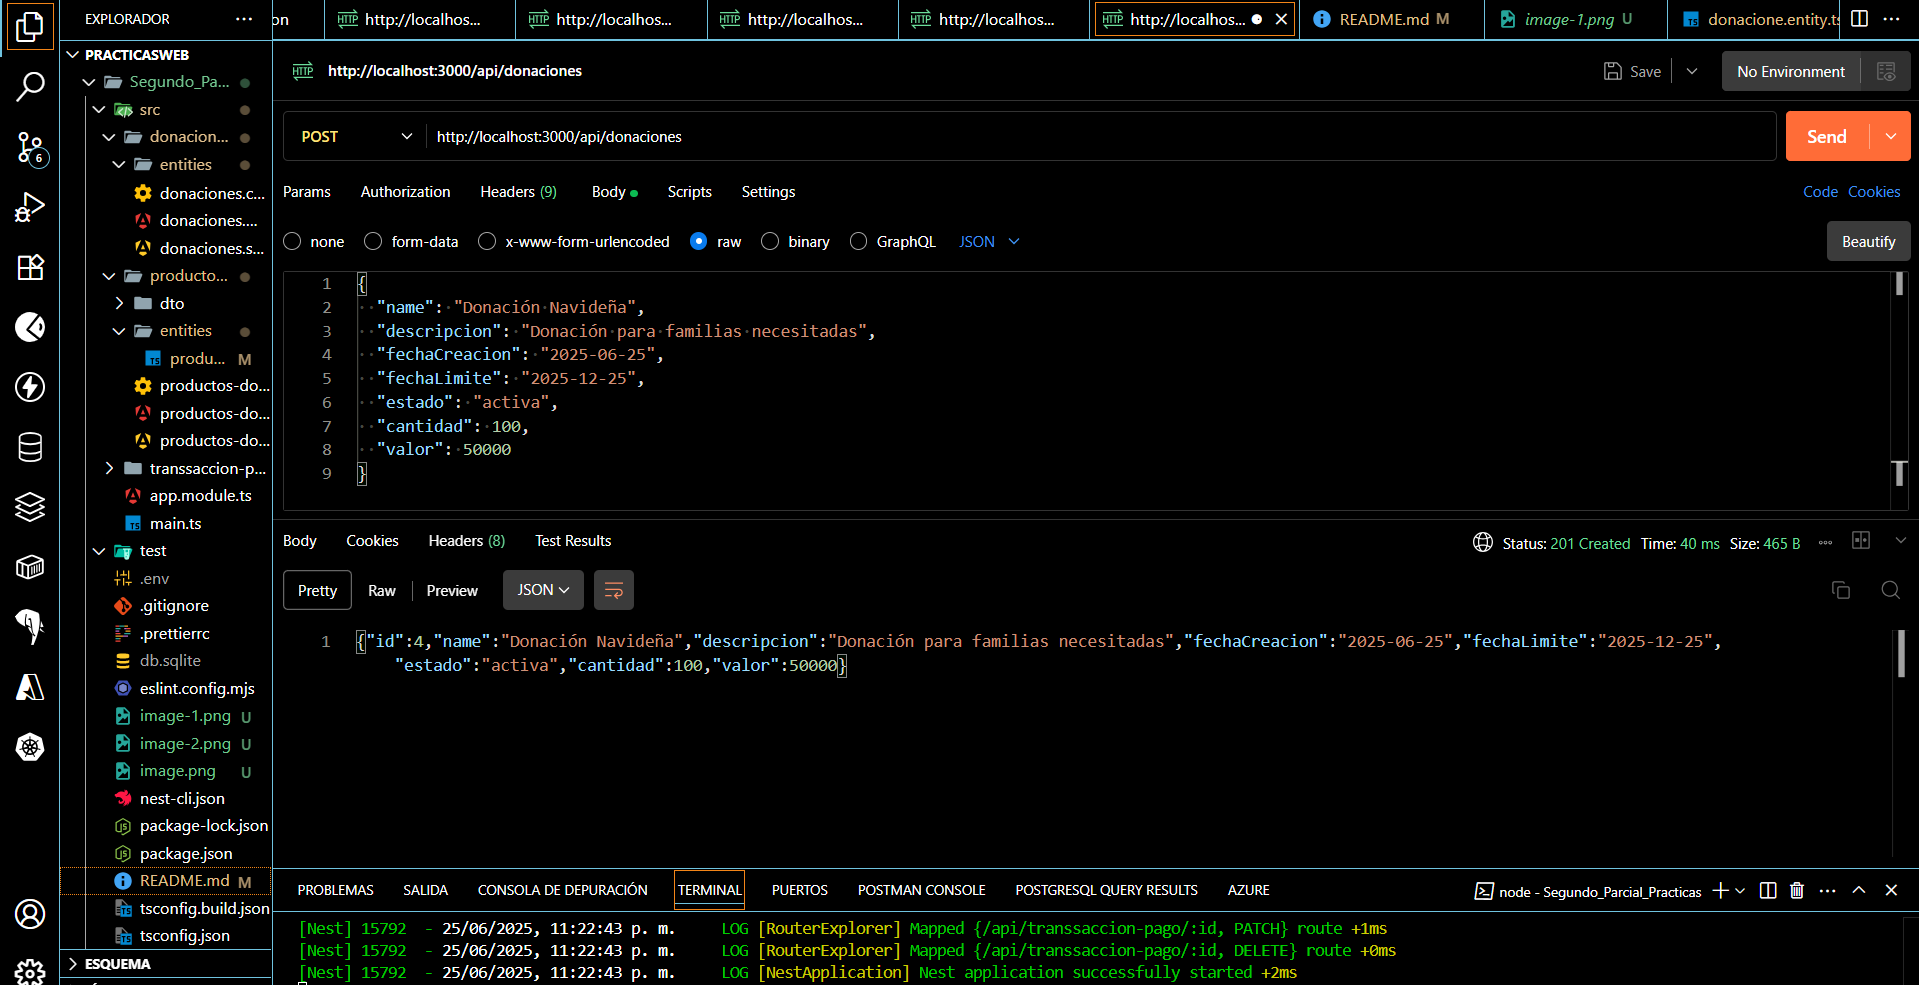 EXPLORADOR ···
on
HTTP http://localhos...
HTTP http://localhos...
HTTP http://localhos...
HTTP http://localhos...
HTTP http://localhos... ● ✕
README.md M
image-1.png U
TS donacione.entity.ts
PRACTICASWEB
Segundo_Pa...
src
donacion...
entities
donaciones.c...
donaciones....
donaciones.s...
producto...
dto
entities
TS produ... M
productos-do...
productos-do...
productos-do...
transsaccion-p...
app.module.ts
TS main.ts
test
.env
.gitignore
.prettierrc
db.sqlite
eslint.config.mjs
image-1.png U
image-2.png U
image.png U
nest-cli.json
package-lock.json
package.json
README.md M
tsconfig.build.json
tsconfig.json
ESQUEMA
6
HTTP http://localhost:3000/api/donaciones
Save
No Environment
POST http://localhost:3000/api/donaciones
Send
Params Authorization Headers (9) Body Scripts Settings
Code Cookies
none form-data x-www-form-urlencoded raw binary GraphQL JSON
Beautify
1 {
2 "name": "Donación Navideña",
3 "descripcion": "Donación para familias necesitadas",
4 "fechaCreacion": "2025-06-25",
5 "fechaLimite": "2025-12-25",
6 "estado": "activa",
7 "cantidad": 100,
8 "valor": 50000
9 }
Body Cookies Headers (8) Test Results
Status: 201 Created Time: 40 ms Size: 465 B
Pretty Raw Preview JSON
1 {"id":4,"name":"Donación Navideña","descripcion":"Donación para familias necesitadas","fechaCreacion":"2025-06-25","fechaLimite":"2025-12-25",
"estado":"activa","cantidad":100,"valor":50000}
PROBLEMAS SALIDA CONSOLA DE DEPURACIÓN TERMINAL PUERTOS POSTMAN CONSOLE POSTGRESQL QUERY RESULTS AZURE
node - Segundo_Parcial_Practicas
[Nest] 15792 - 25/06/2025, 11:22:43 p. m. LOG [RouterExplorer] Mapped {/api/transsaccion-pago/:id, PATCH} route +1ms
[Nest] 15792 - 25/06/2025, 11:22:43 p. m. LOG [RouterExplorer] Mapped {/api/transsaccion-pago/:id, DELETE} route +0ms
[Nest] 15792 - 25/06/2025, 11:22:43 p. m. LOG [NestApplication] Nest application successfully started +2ms